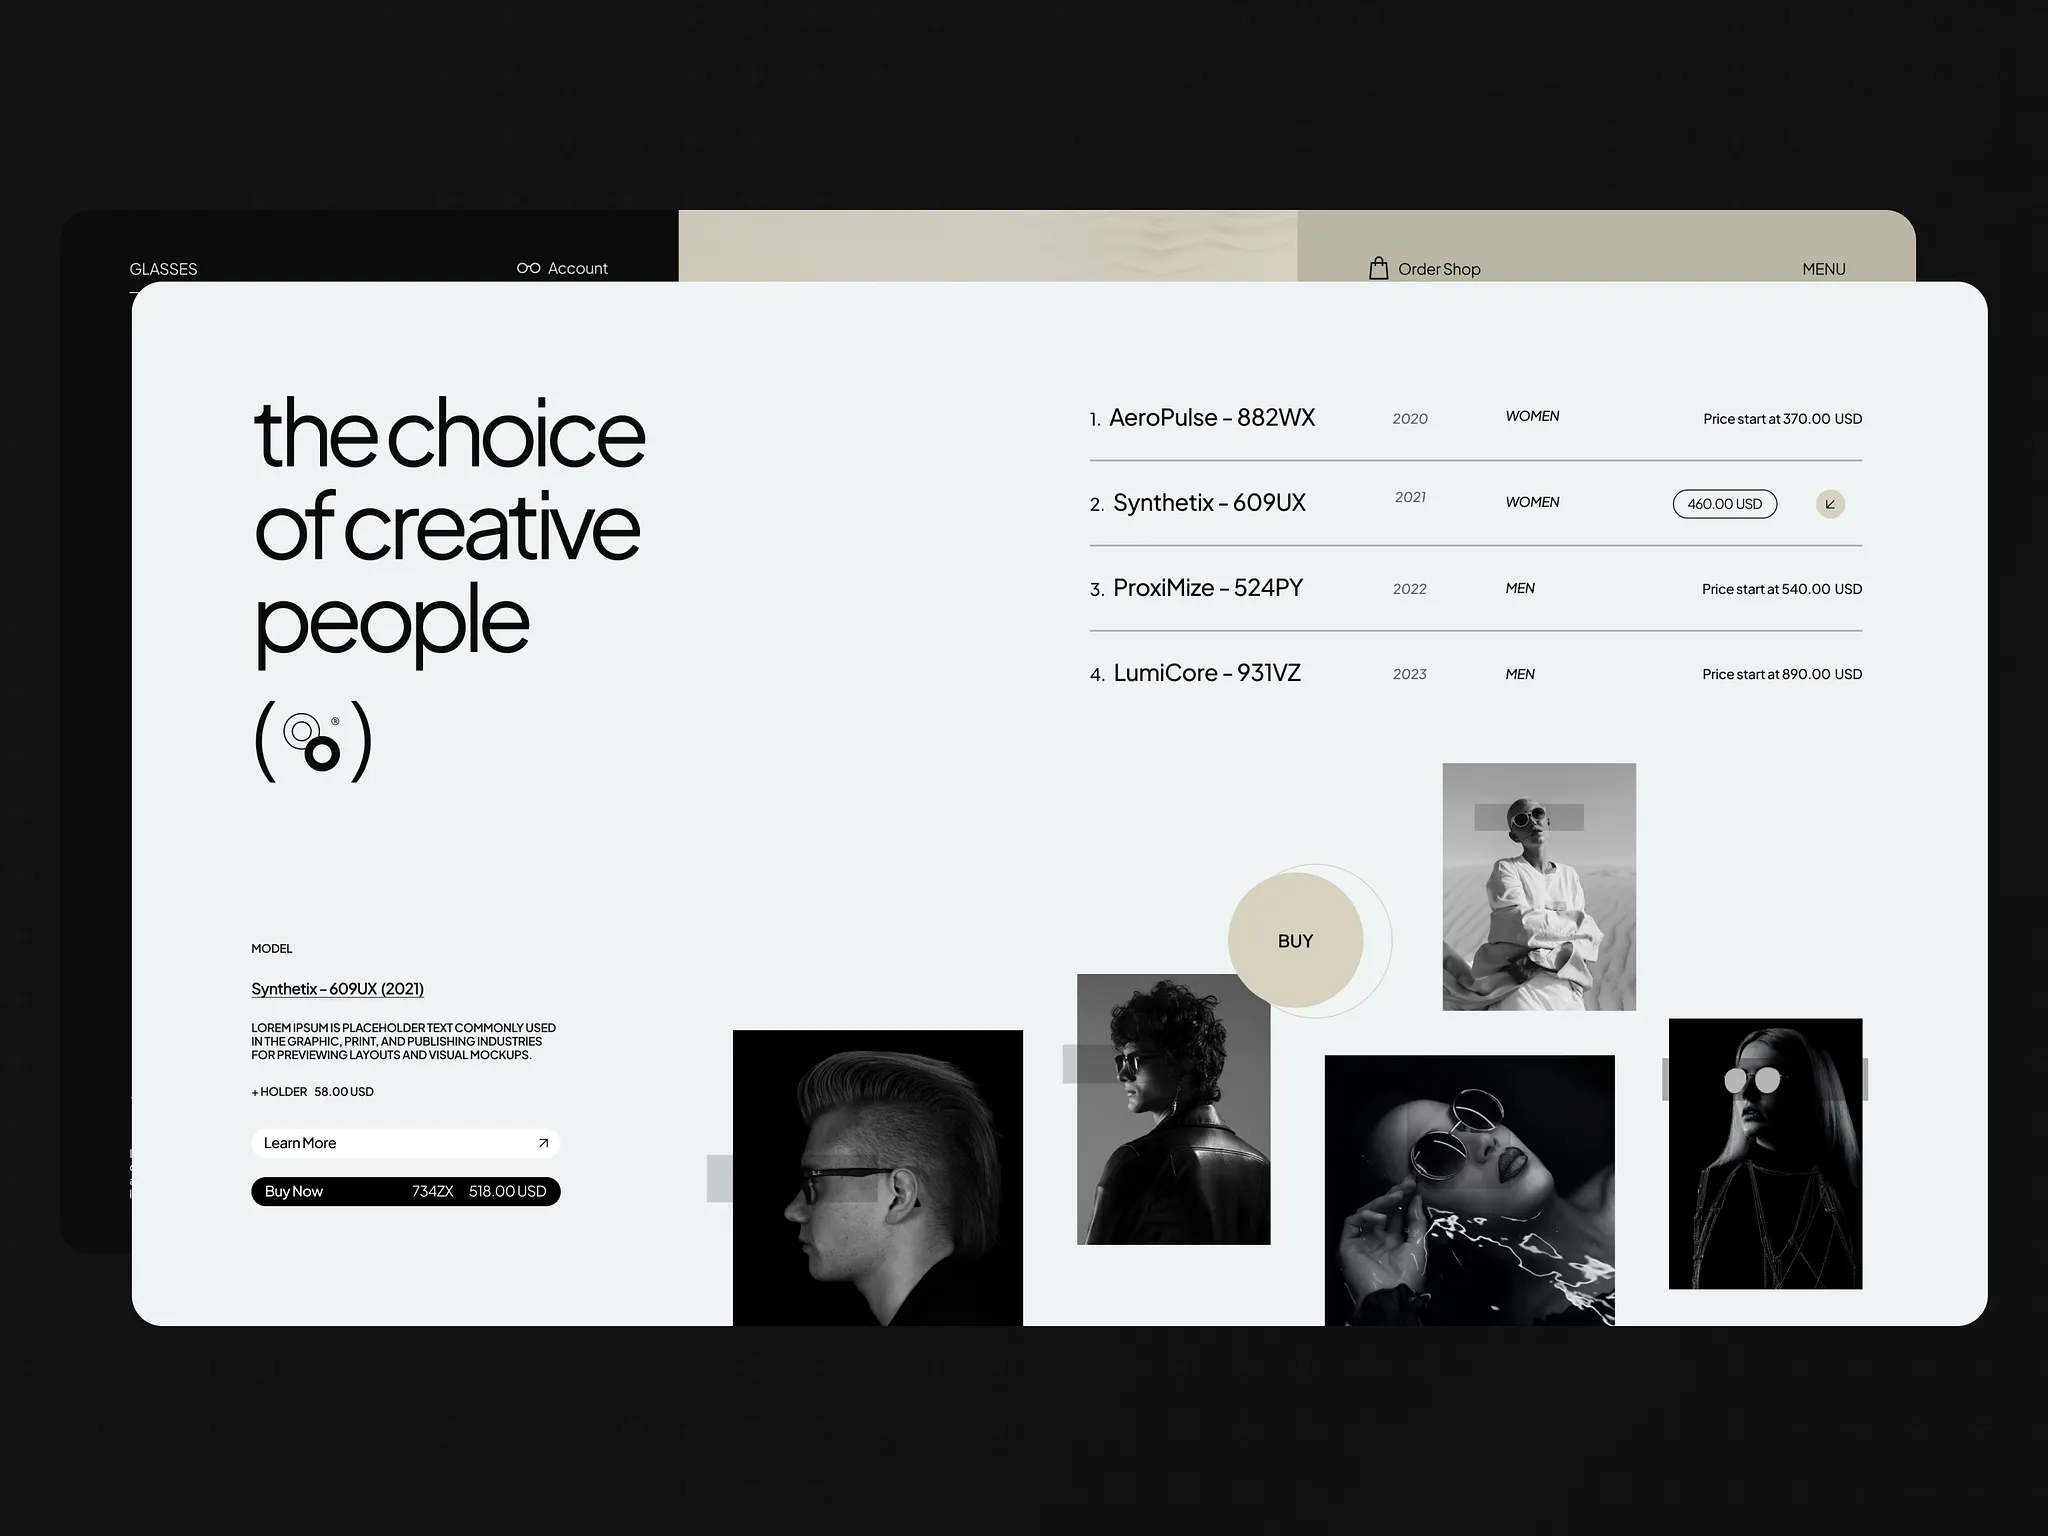 GLASSES
Account
Order Shop
MENU
the choice
of creative
people
( ® )
1. AeroPulse - 882WX 2020 WOMEN Price start at 370.00 USD
2. Synthetix - 609UX 2021 WOMEN 460.00 USD
3. ProxiMize - 524PY 2022 MEN Price start at 540.00 USD
4. LumiCore - 931VZ 2023 MEN Price start at 890.00 USD
BUY
MODEL
Synthetix - 609UX (2021)
LOREM IPSUM IS PLACEHOLDER TEXT COMMONLY USED
IN THE GRAPHIC, PRINT, AND PUBLISHING INDUSTRIES
FOR PREVIEWING LAYOUTS AND VISUAL MOCKUPS.
+ HOLDER 58.00 USD
Learn More
Buy Now 734ZX 518.00 USD